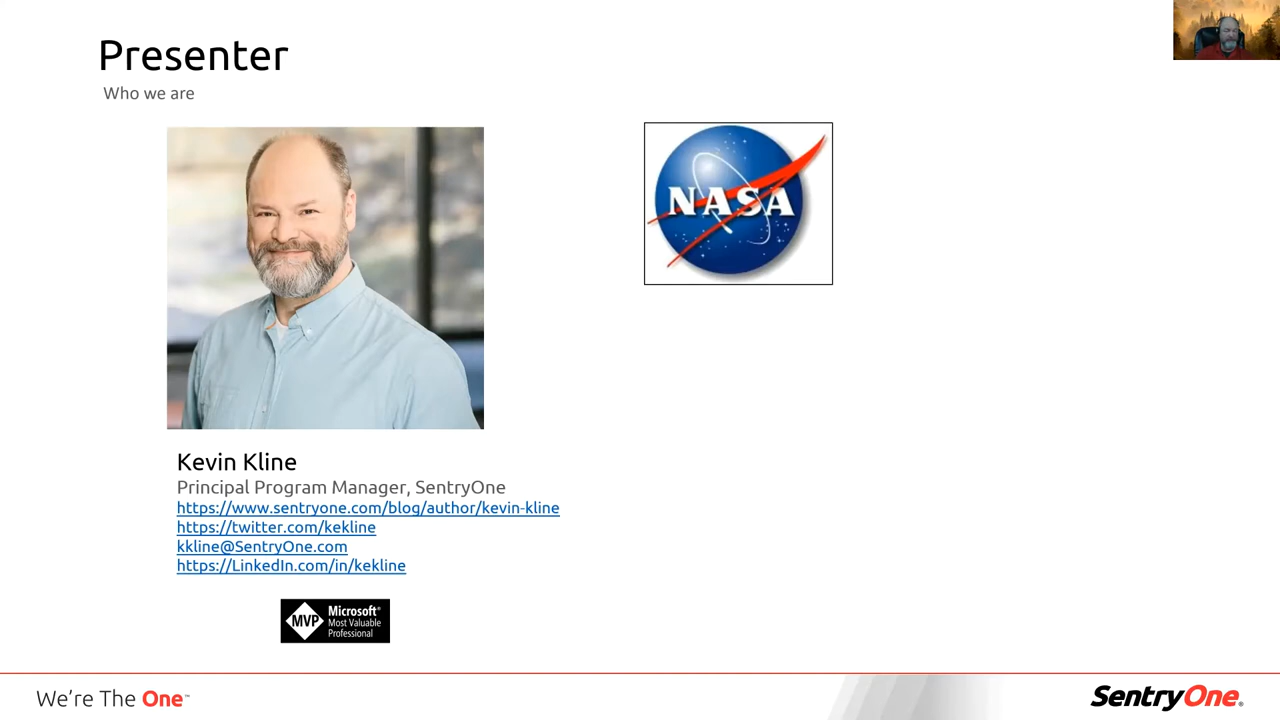 Presenter
Who we are
NASA
Kevin Kline
Principal Program Manager, SentryOne
https://www.sentryone.com/blog/author/kevin-kline
https://twitter.com/kekline
kkline@SentryOne.com
https://LinkedIn.com/in/kekline
MVP
Microsoft®
Most Valuable
Professional
We're The One™
SentryOne®